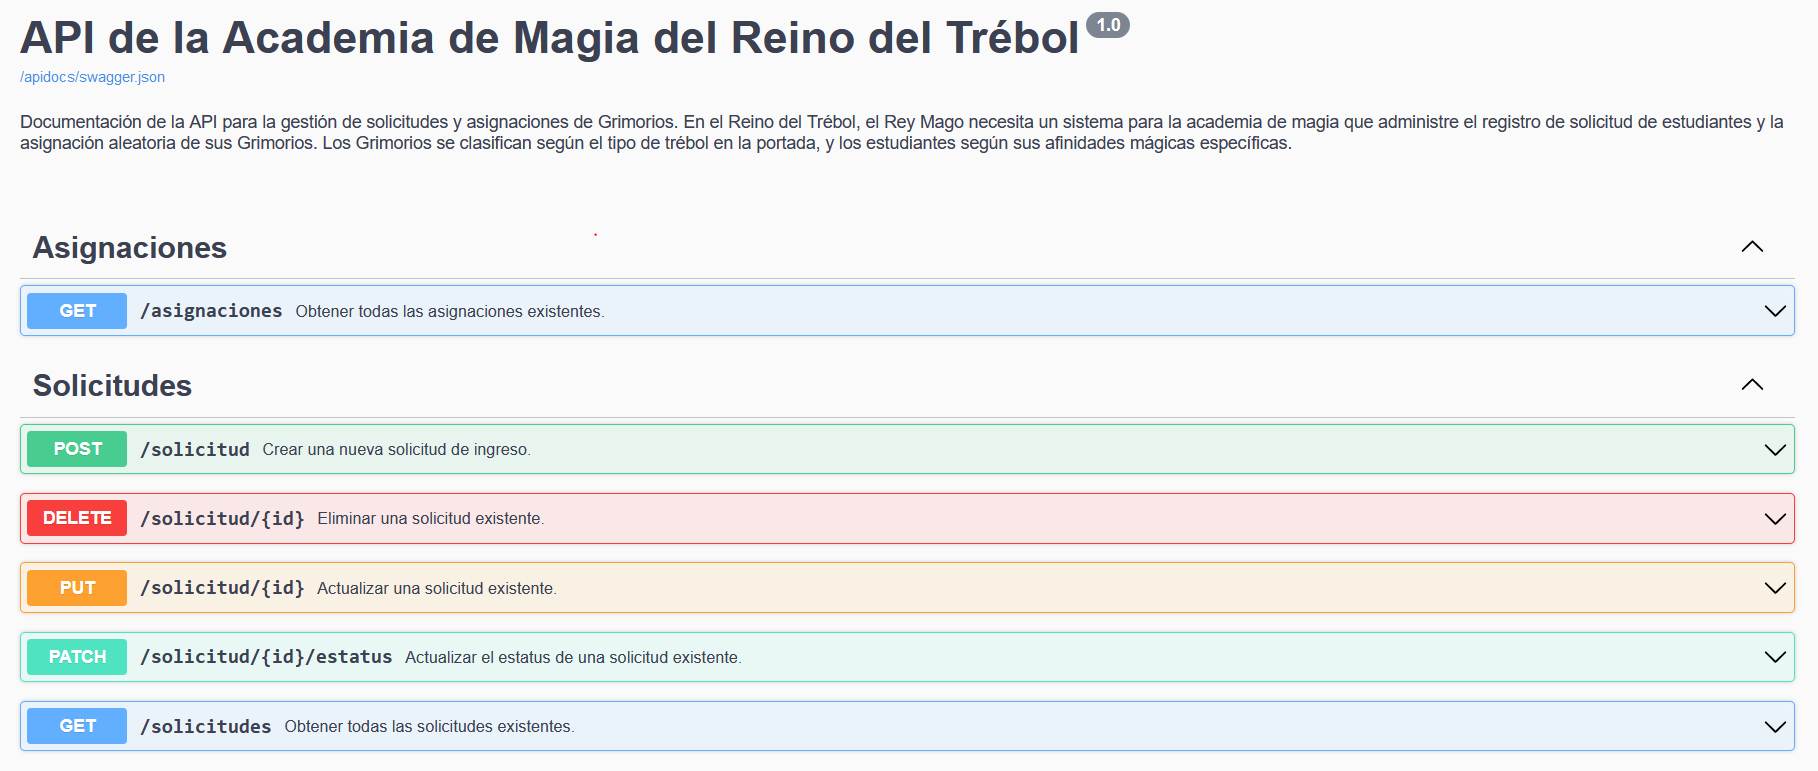 API de la Academia de Magia del Reino del Trébol 1.0
/apidocs/swagger.json
Documentación de la API para la gestión de solicitudes y asignaciones de Grimorios. En el Reino del Trébol, el Rey Mago necesita un sistema para la academia de magia que administre el registro de solicitud de estudiantes y la
asignación aleatoria de sus Grimorios. Los Grimorios se clasifican según el tipo de trébol en la portada, y los estudiantes según sus afinidades mágicas específicas.
Asignaciones
GET /asignaciones Obtener todas las asignaciones existentes.
Solicitudes
POST /solicitud Crear una nueva solicitud de ingreso.
DELETE /solicitud/{id} Eliminar una solicitud existente.
PUT /solicitud/{id} Actualizar una solicitud existente.
PATCH /solicitud/{id}/estatus Actualizar el estatus de una solicitud existente.
GET /solicitudes Obtener todas las solicitudes existentes.